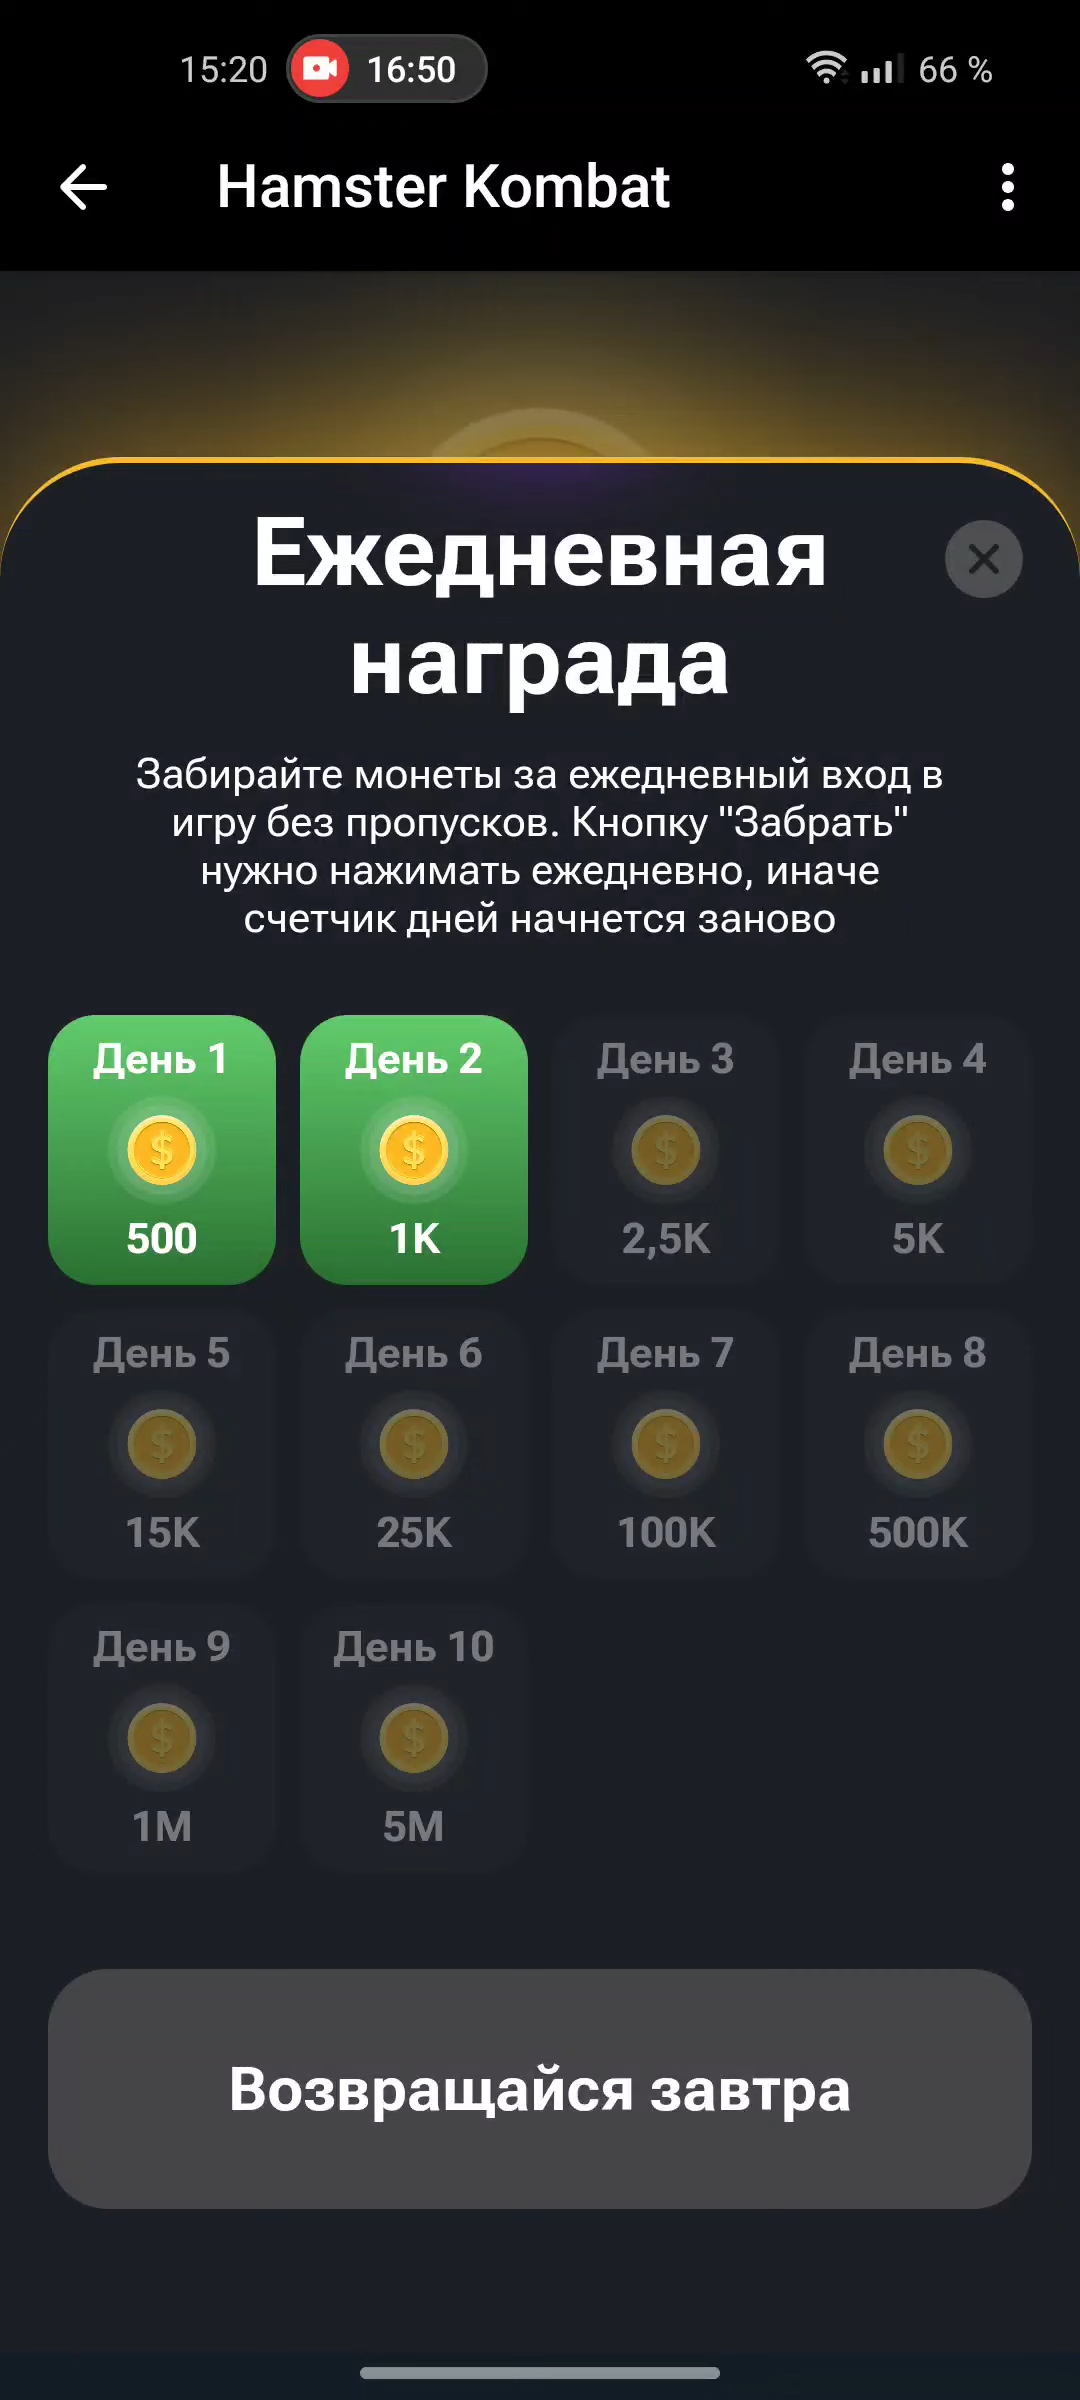 15:20 16:50 66 %
Hamster Kombat
Ежедневная
награда
Забирайте монеты за ежедневный вход в
игру без пропусков. Кнопку "Забрать"
нужно нажимать ежедневно, иначе
счетчик дней начнется заново
День 1 День 2 День 3 День 4
$ $ $ $
500 1K 2,5K 5K
День 5 День 6 День 7 День 8
$ $ $ $
15K 25K 100K 500K
День 9 День 10
$ $
1M 5M
Возвращайся завтра